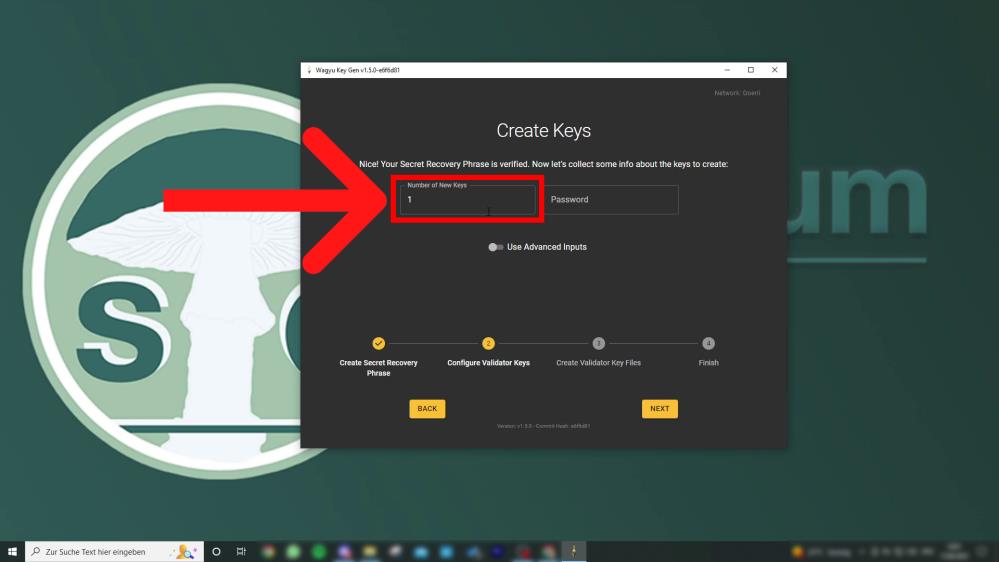 Wagyu Key Gen v1.5.0-e6f6d81
Network: Goerli
Create Keys
Nice! Your Secret Recovery Phrase is verified. Now let's collect some info about the keys to create:
Number of New Keys
1
Password
Use Advanced Inputs
2
3
4
Create Secret Recovery
Phrase
Configure Validator Keys
Create Validator Key Files
Finish
BACK
NEXT
Version: v1.5.0 - Commit Hash: e6f6d81
um
S
Zur Suche Text hier eingeben